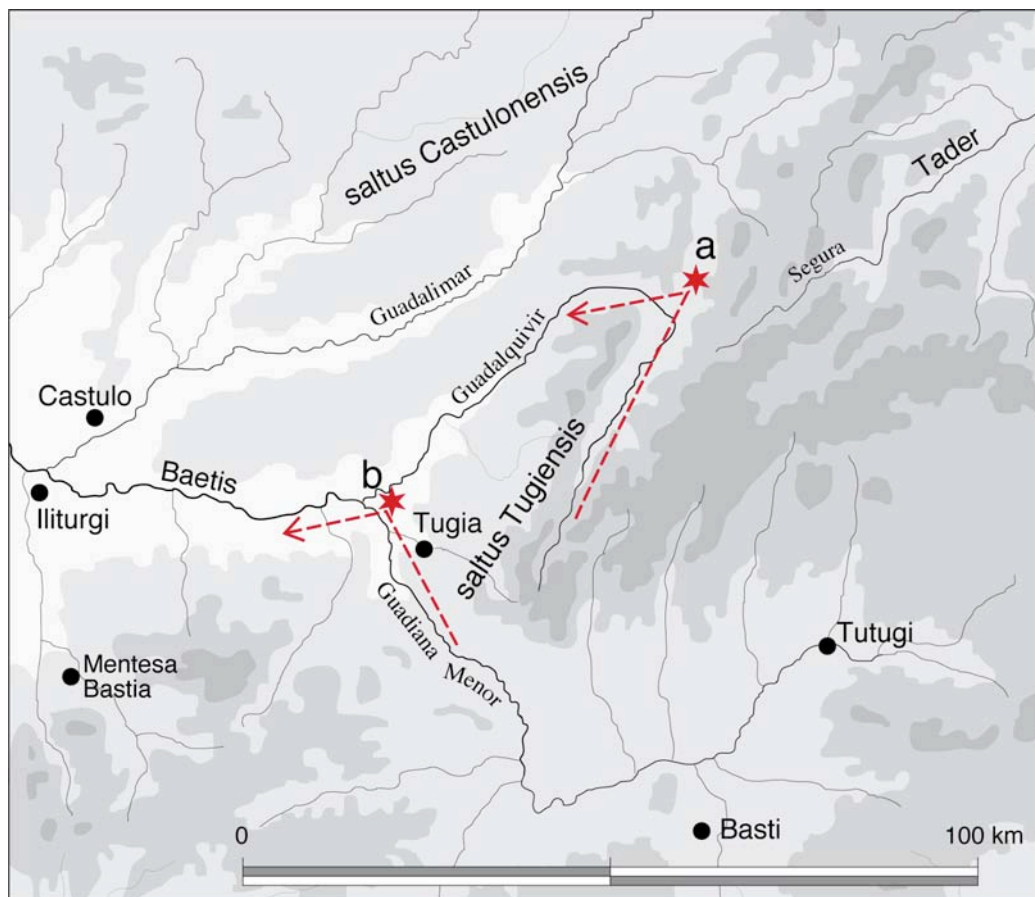 saltus Castulonensis
Tader
a
Segura
Guadalimar
Guadalquivir
Castulo
saltus Tugiensis
Baetis
b
Iliturgi
Tugia
Guadiana Menor
Tutugi
Mentesa
Bastia
Basti
0
100 km